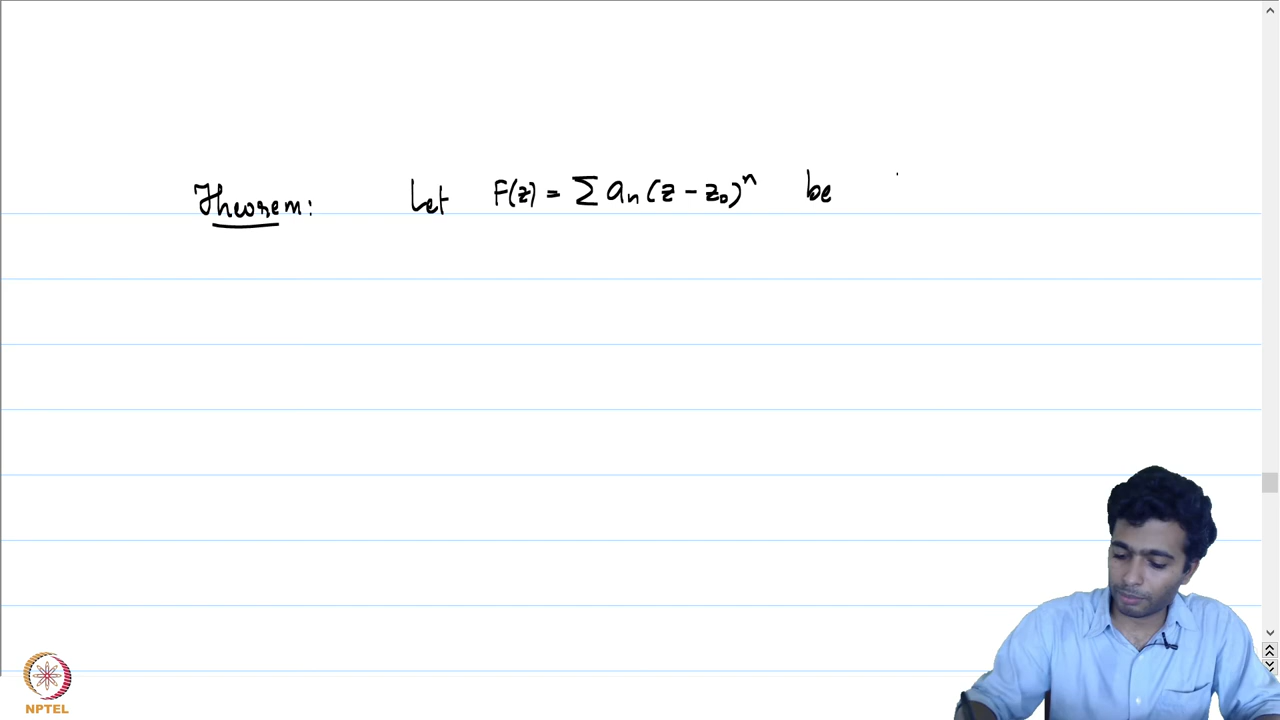 Theorem: Let F(z) = ∑ aₙ (z - z₀)ⁿ be
NPTEL